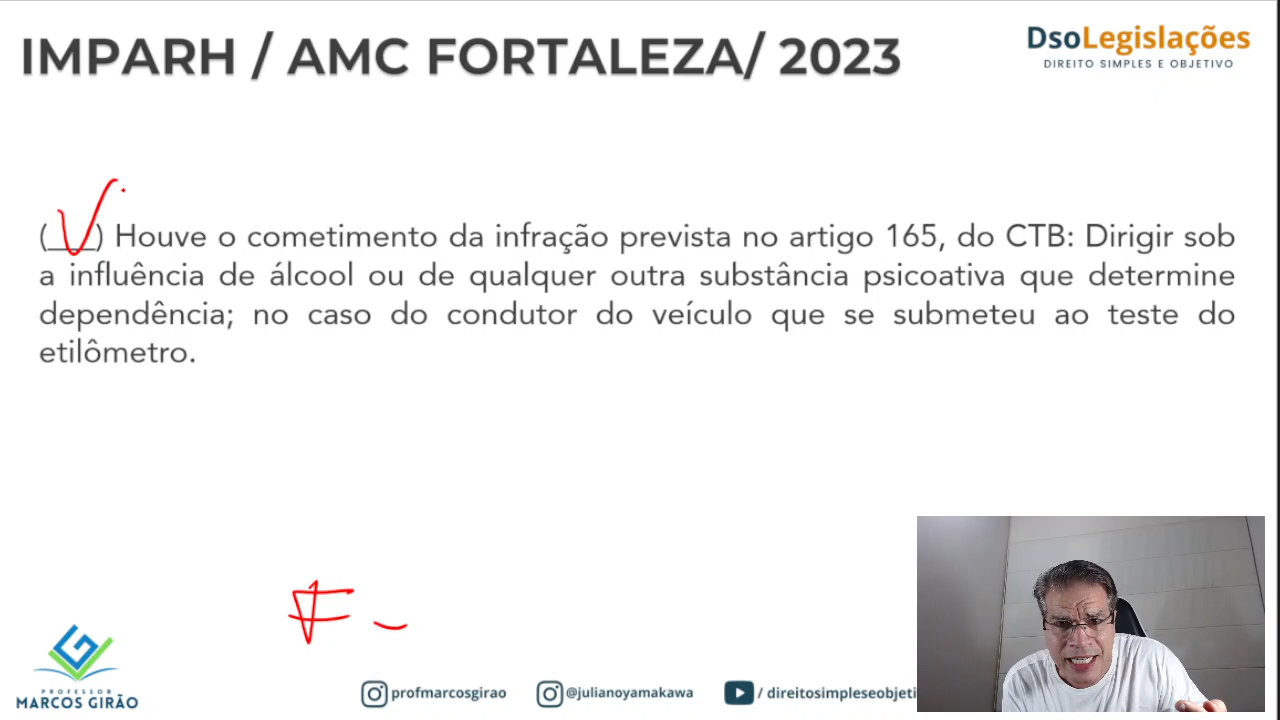 IMPARH / AMC FORTALEZA/ 2023
DsoLegislações
DIREITO SIMPLES E OBJETIVO
(___) Houve o cometimento da infração prevista no artigo 165, do CTB: Dirigir sob
V
a influência de álcool ou de qualquer outra substância psicoativa que determine
dependência; no caso do condutor do veículo que se submeteu ao teste do
etilômetro.
F -
PROFESSOR
MARCOS GIRÃO
profmarcosgirao
@julianoyamakawa
/ direitosimpleseobjeti